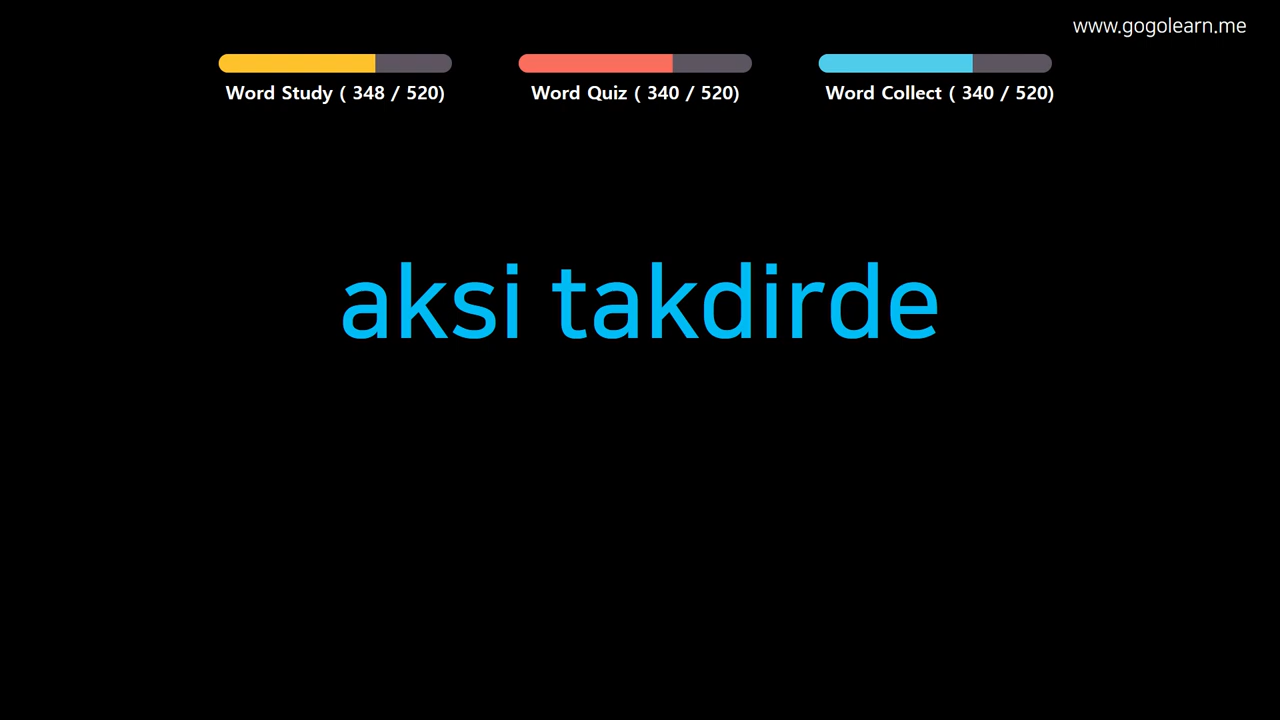 www.gogolearn.me
Word Study ( 348 / 520)
Word Quiz ( 340 / 520)
Word Collect ( 340 / 520)
aksi takdirde